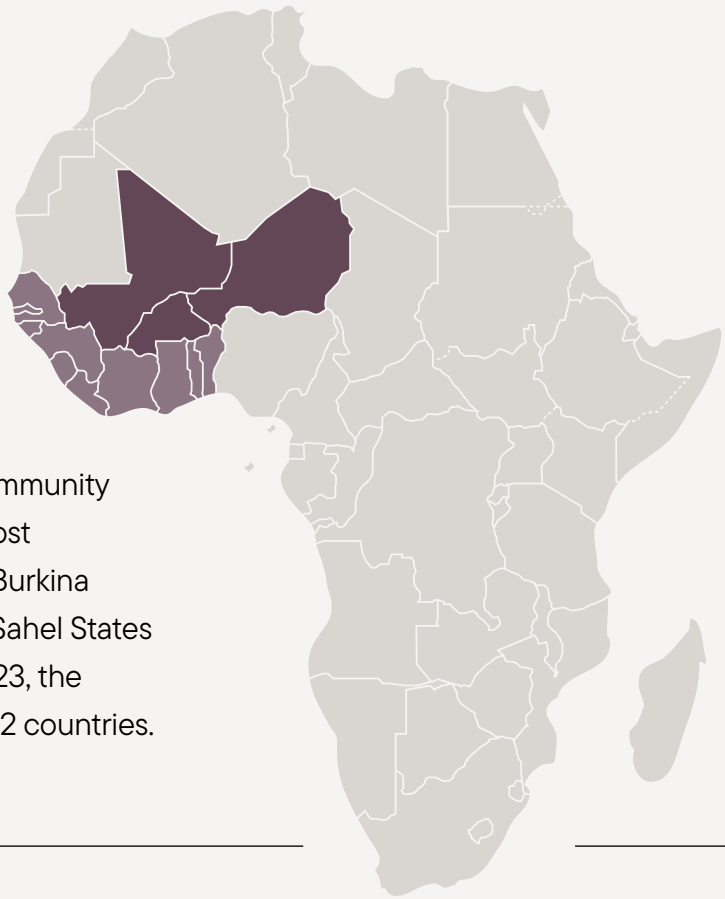 mmunity
ost
Burkina
Sahel States
23, the
2 countries.